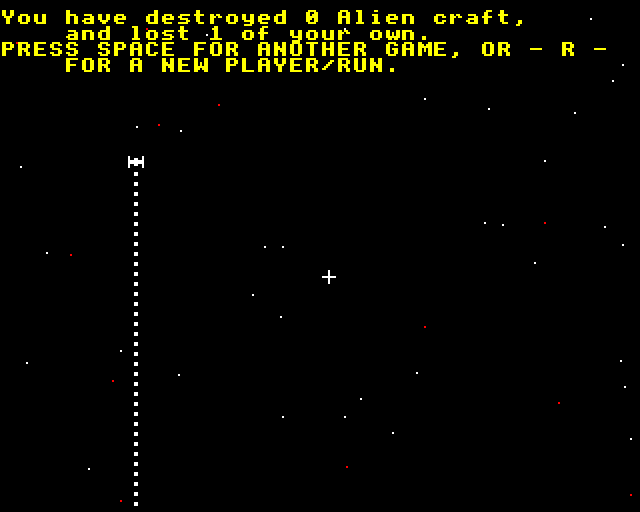 You have destroyed 0 Alien craft,
and lost 1 of your own.
PRESS SPACE FOR ANOTHER GAME, OR - R -
FOR A NEW PLAYER/RUN.